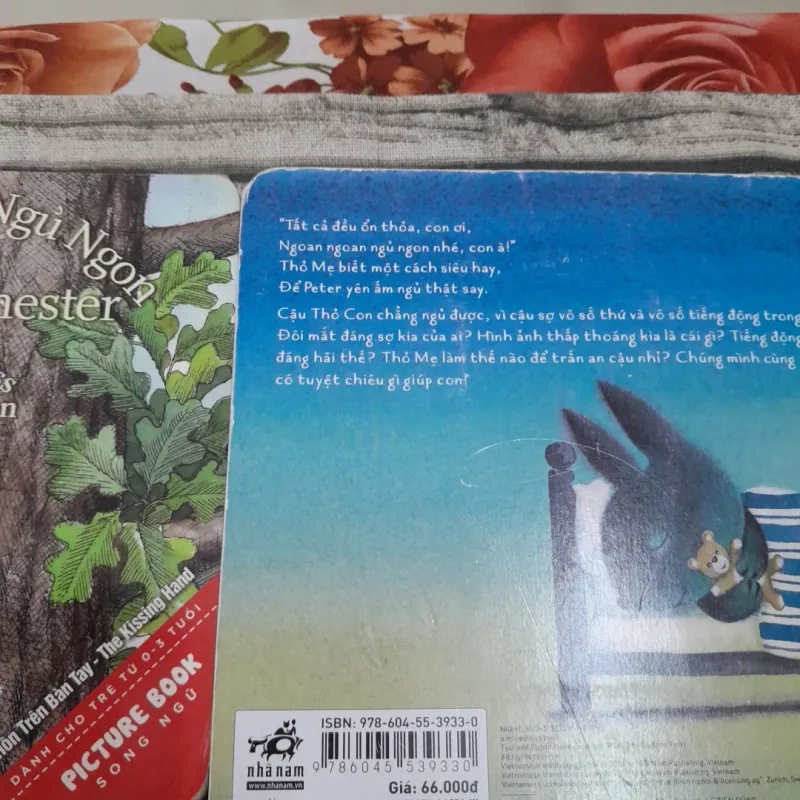 Ngủ Ngon
hester
"Tất cả đều ổn thỏa, con ơi,
Ngoan ngoan ngủ ngon nhé, con à!"
Thỏ Mẹ biết một cách siêu hay,
Để Peter yên ấm ngủ thật say.
Cậu Thỏ Con chẳng ngủ được, vì cậu sợ vô số thứ và vô số tiếng động trong
Đôi mắt đáng sợ kia của ai? Hình ảnh thấp thoáng kia là cái gì? Tiếng động
đáng hãi thế? Thỏ Mẹ làm thế nào để trấn an cậu nhỉ? Chúng mình cùng
có tuyệt chiêu gì giúp con!
Trên Bàn Tay - The Kissing Hand
DÀNH CHO TRẺ TỪ 0-3 TUỔI
PICTURE BOOK
SONG NGỮ
nhã nam
www.nhanam.vn
ISBN: 978-604-55-3933-0
9 786045 539330
Giá: 66.000đ